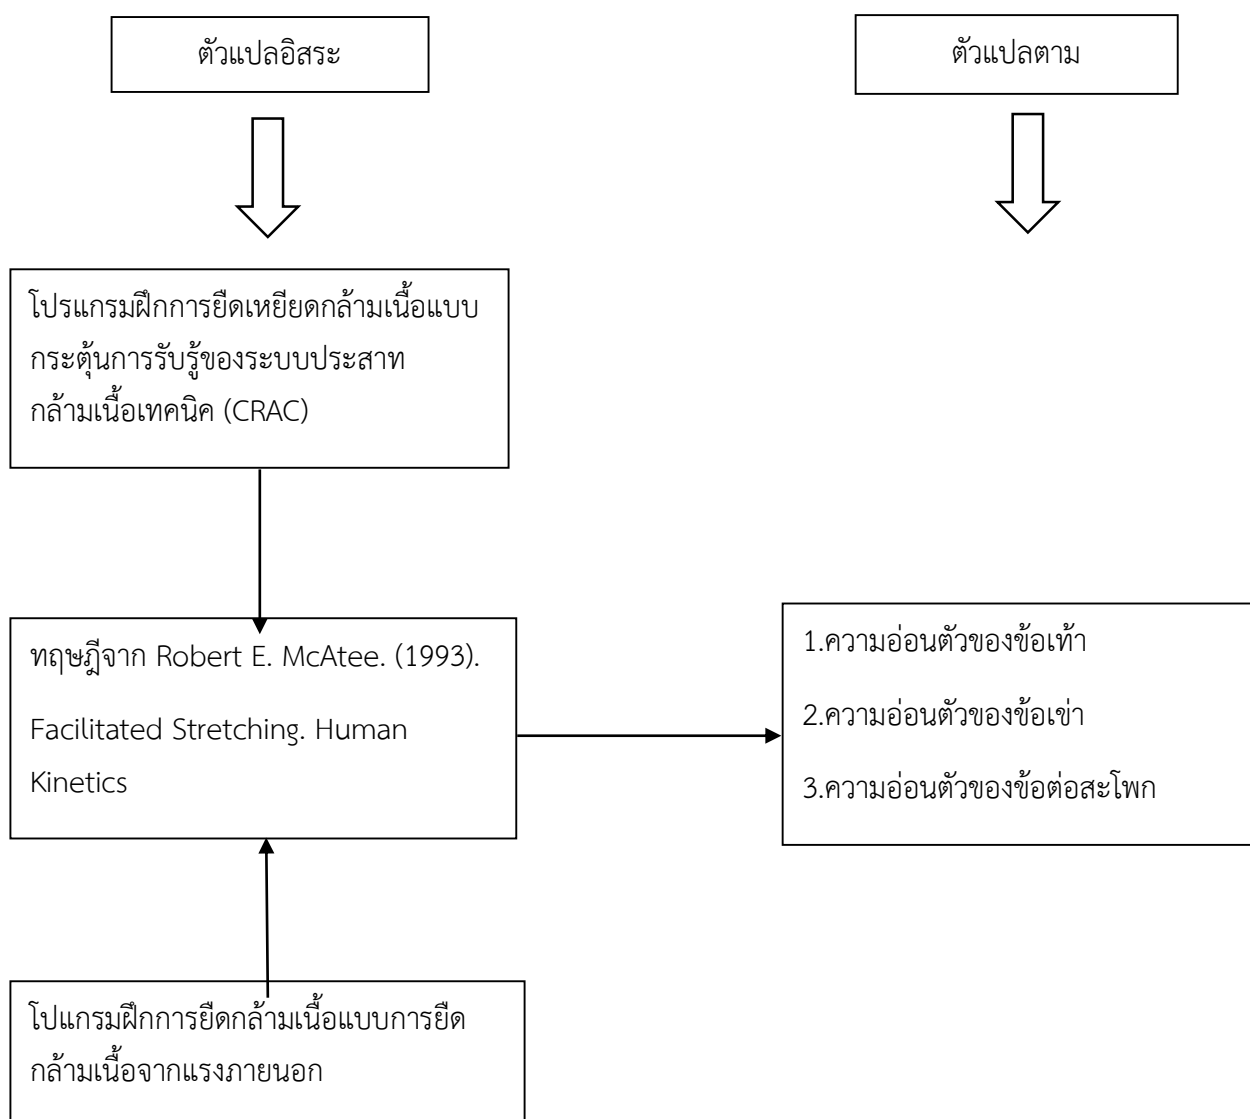 ตัวแปลอิสระ
ตัวแปลตาม
โปรแกรมฝึกการยืดเหยียดกล้ามเนื้อแบบ
กระตุ้นการรับรู้ของระบบประสาท
กล้ามเนื้อเทคนิค (CRAC)
ทฤษฎีจาก Robert E. McAtee. (1993).
Facilitated Stretching. Human
Kinetics
1.ความอ่อนตัวของข้อเท้า
2.ความอ่อนตัวของข้อเข่า
3.ความอ่อนตัวของข้อต่อสะโพก
โปแกรมฝึกการยืดกล้ามเนื้อแบบการยืด
กล้ามเนื้อจากแรงภายนอก